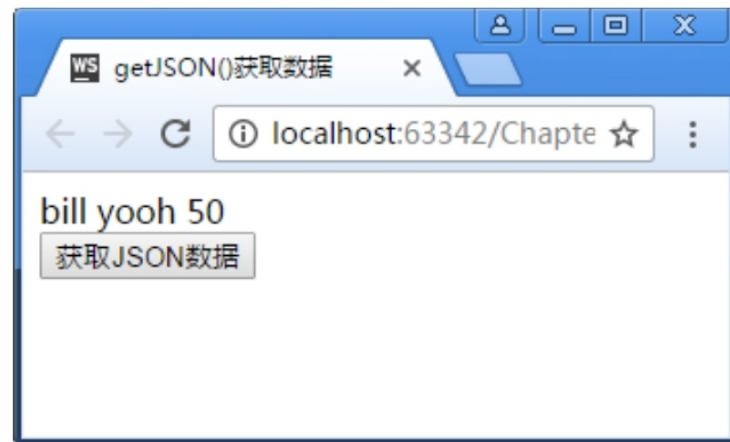 WS getJSON()获取数据
localhost:63342/Chapte
bill yooh 50
获取JSON数据